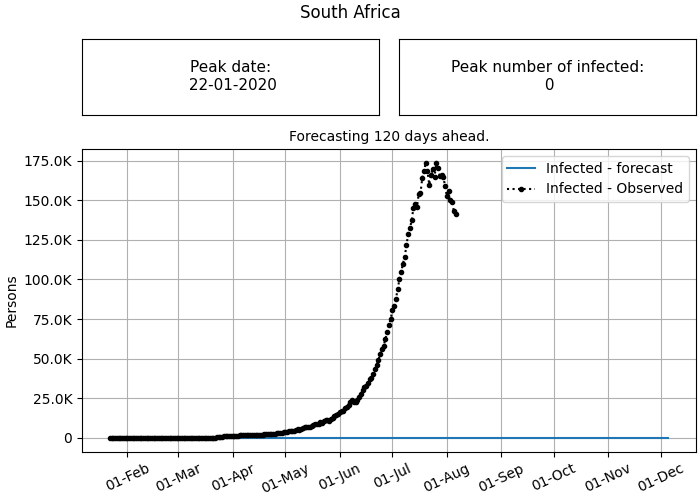 South Africa
Peak date:
22-01-2020
Peak number of infected:
0
Forecasting 120 days ahead.
Infected - forecast
Infected - Observed
Persons
175.0K
150.0K
125.0K
100.0K
75.0K
50.0K
25.0K
0
01-Feb
01-Mar
01-Apr
01-May
01-Jun
01-Jul
01-Aug
01-Sep
01-Oct
01-Nov
01-Dec